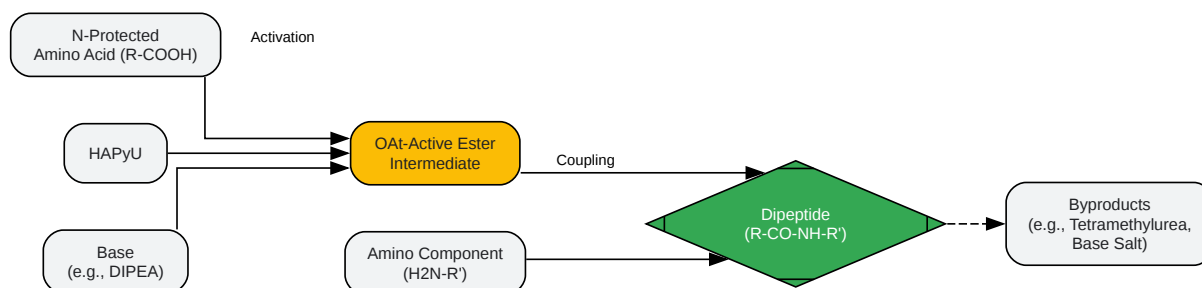 N-Protected
Amino Acid (R-COOH)
Activation
HAPyU
OAt-Active Ester
Intermediate
Coupling
Base
(e.g., DIPEA)
Amino Component
(H2N-R')
Dipeptide
(R-CO-NH-R')
Byproducts
(e.g., Tetramethylurea,
Base Salt)